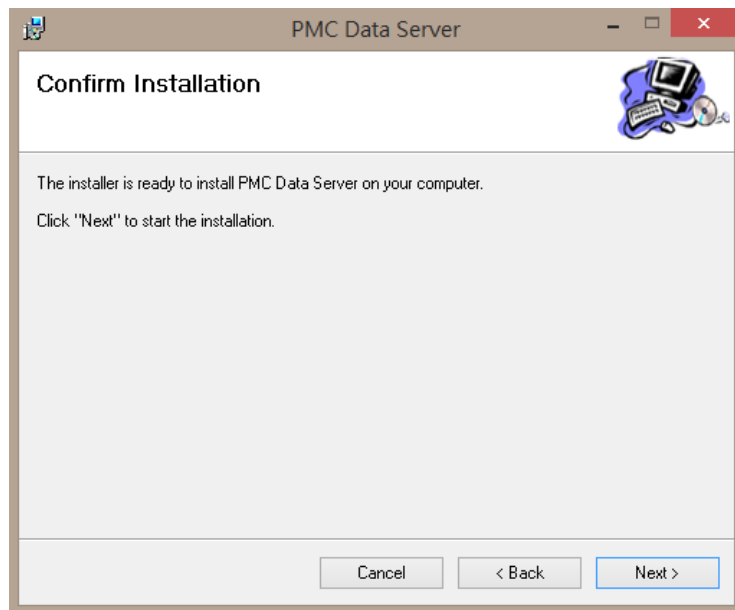 PMC Data Server
Confirm Installation
The installer is ready to install PMC Data Server on your computer.
Click "Next" to start the installation.
Cancel
< Back
Next >